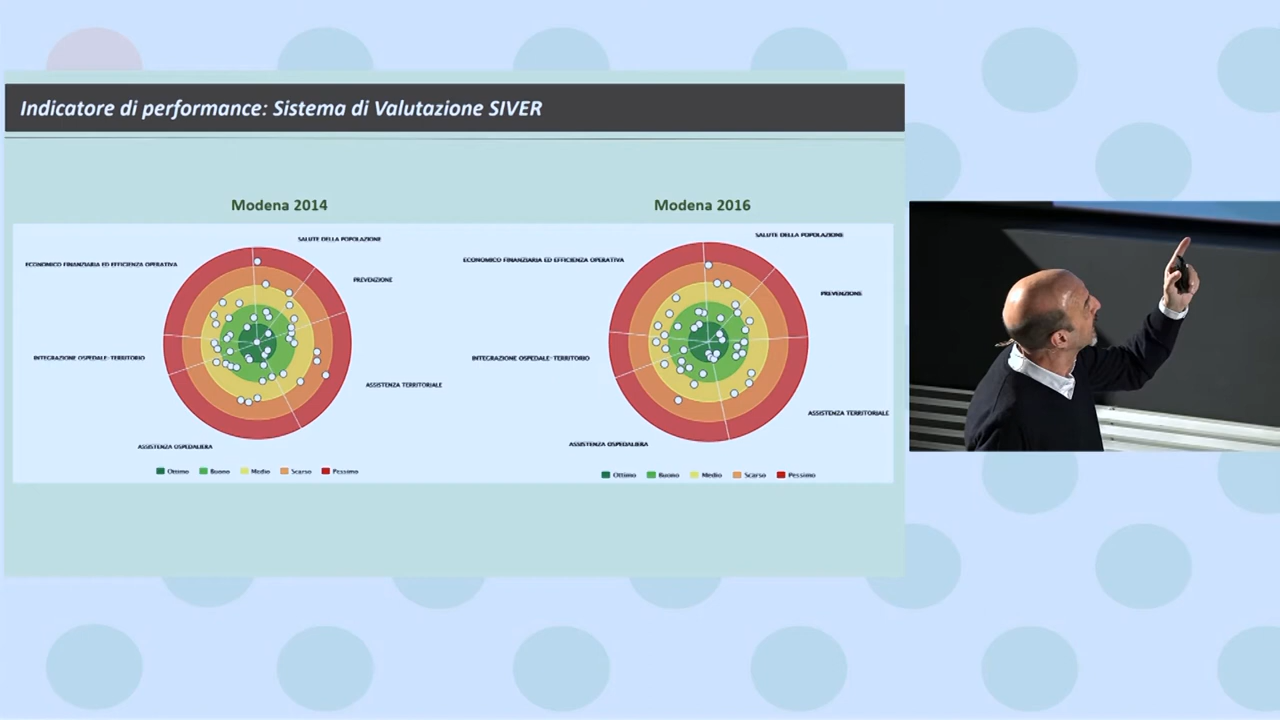 Indicatore di performance: Sistema di Valutazione SIVER
Modena 2014
Modena 2016
SALUTE DELLA POPOLAZIONE
ECONOMICO FINANZIARIA ED EFFICIENZA OPERATIVA
PREVENZIONE
INTEGRAZIONE OSPEDALE-TERRITORIO
ASSISTENZA TERRITORIALE
ASSISTENZA OSPEDALIERA
Ottimo Buono Medio Scarso Pessimo
SALUTE DELLA POPOLAZIONE
ECONOMICO FINANZIARIA ED EFFICIENZA OPERATIVA
PREVENZIONE
INTEGRAZIONE OSPEDALE-TERRITORIO
ASSISTENZA TERRITORIALE
ASSISTENZA OSPEDALIERA
Ottimo Buono Medio Scarso Pessimo